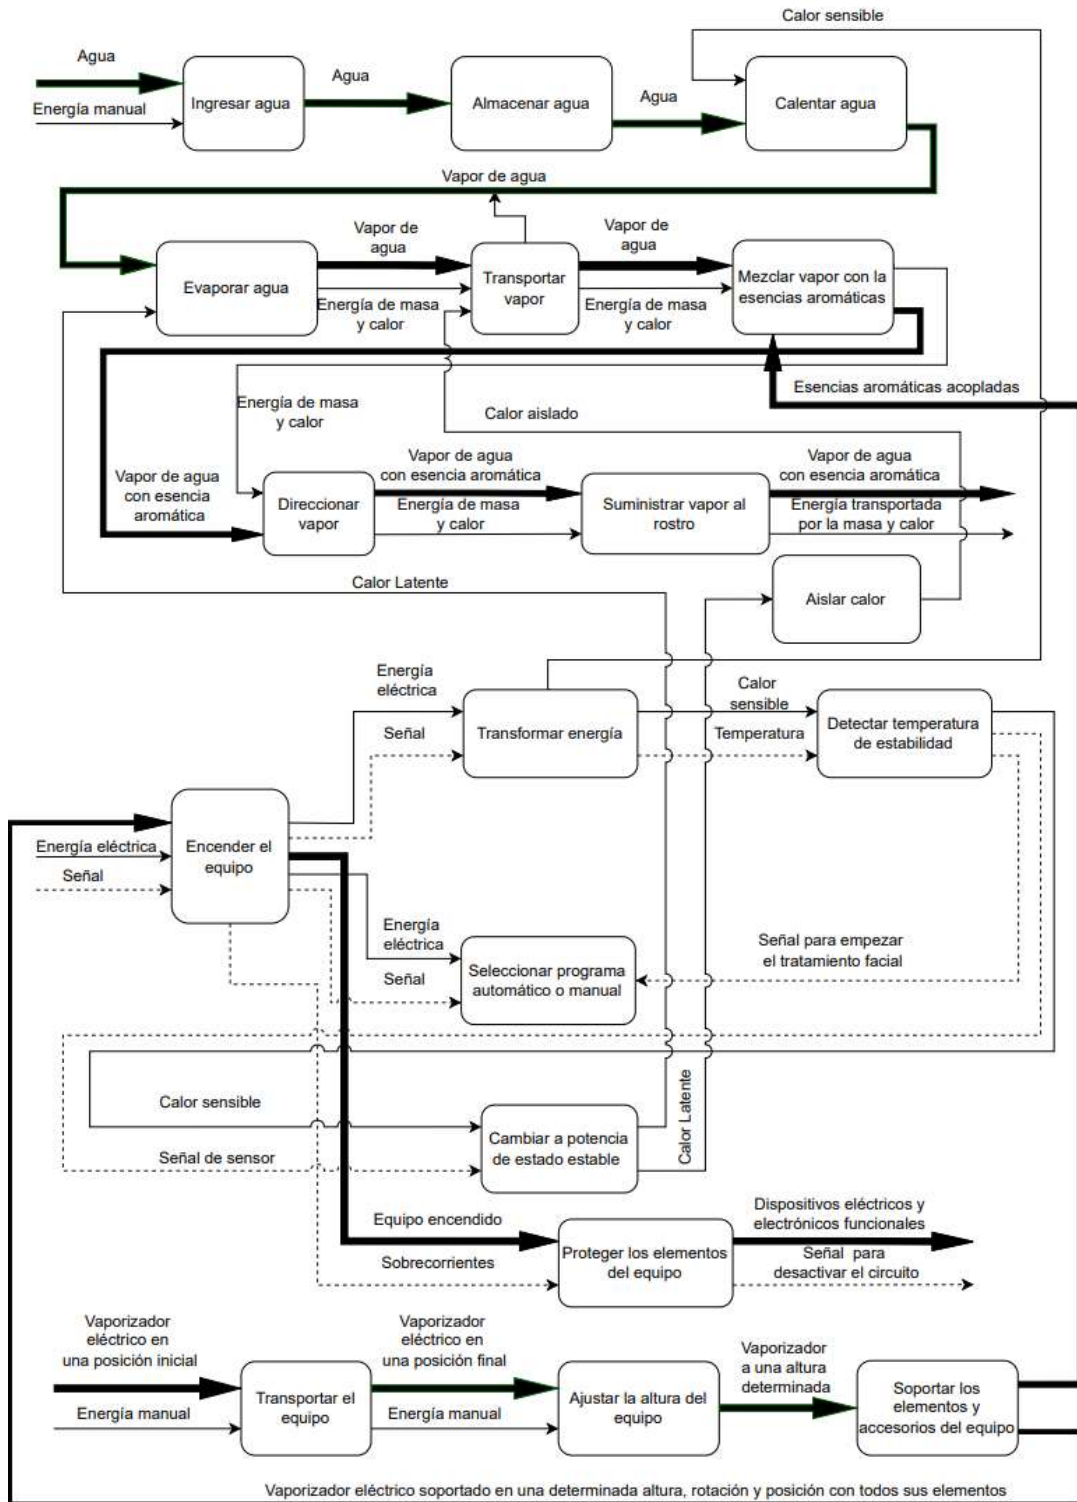 Calor sensible
Agua
Agua
Agua
Energía manual
Ingresar agua
Almacenar agua
Calentar agua
Vapor de agua
Vapor de
agua
Vapor de
agua
Evaporar agua
Transportar
vapor
Mezclar vapor con la
esencias aromáticas
Energía de masa
y calor
Energía de masa
y calor
Esencias aromáticas acopladas
Energía de masa
y calor
Calor aislado
Vapor de agua
con esencia
aromática
Direccionar
vapor
Vapor de agua
con esencia aromática
Energía de masa
y calor
Suministrar vapor al
rostro
Vapor de agua
con esencia aromática
Energía transportada
por la masa y calor
Calor Latente
Aislar calor
Energía
eléctrica
Señal
Transformar energía
Calor
sensible
Temperatura
Detectar temperatura
de estabilidad
Energía eléctrica
Señal
Encender el
equipo
Energía
eléctrica
Señal
Seleccionar programa
automático o manual
Señal para empezar
el tratamiento facial
Calor sensible
Señal de sensor
Cambiar a potencia
de estado estable
Calor Latente
Equipo encendido
Sobrecorrientes
Proteger los elementos
del equipo
Dispositivos eléctricos y
electrónicos funcionales
Señal para
desactivar el circuito
Vaporizador
eléctrico en
una posición inicial
Energía manual
Transportar el
equipo
Vaporizador
eléctrico en
una posición final
Energía manual
Ajustar la altura del
equipo
Vaporizador
a una altura
determinada
Soportar los
elementos y
accesorios del equipo
Vaporizador eléctrico soportado en una determinada altura, rotación y posición con todos sus elementos